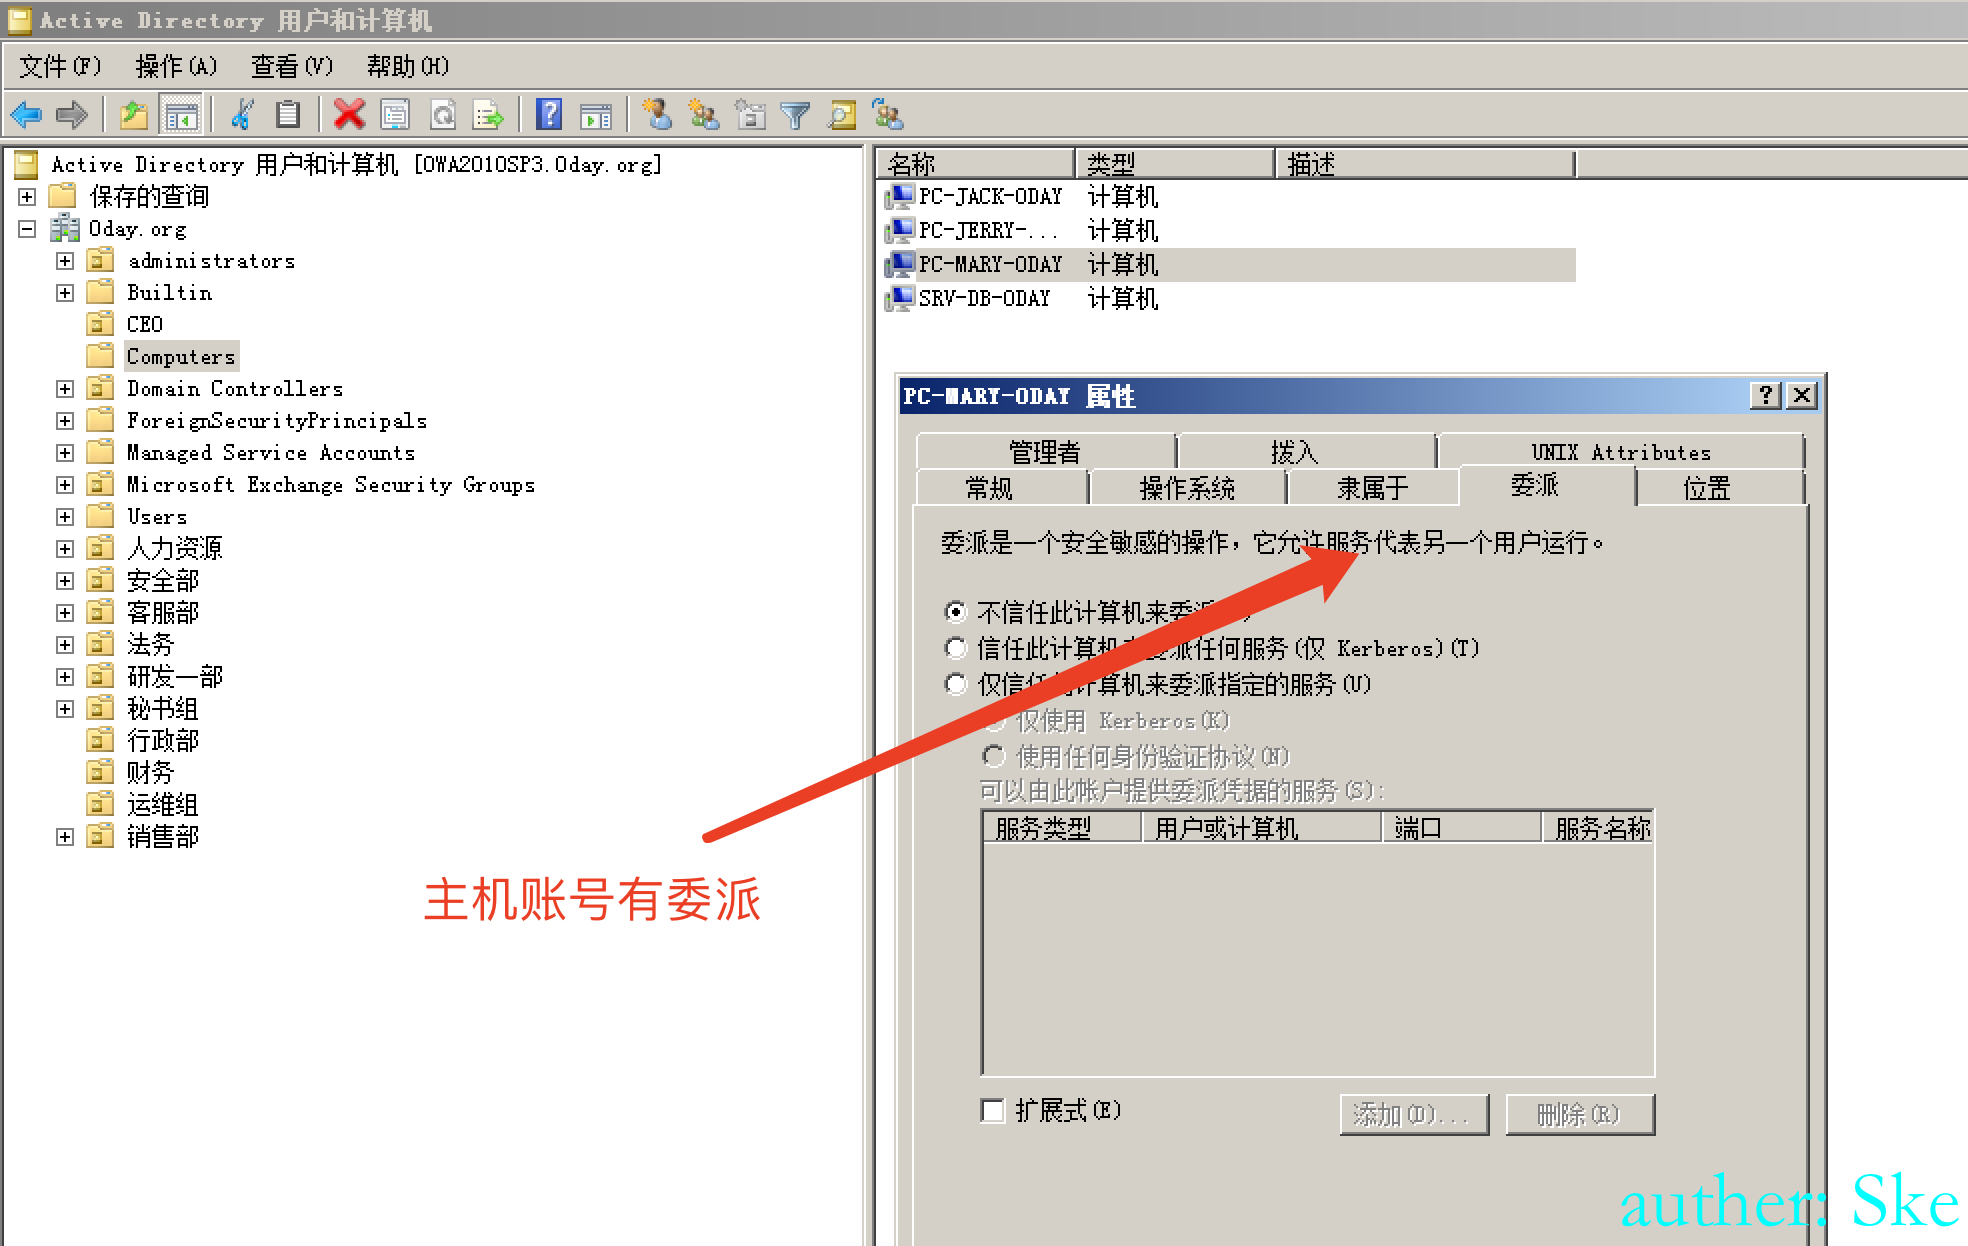 Active Directory 用户和计算机
文件(F) 操作(A) 查看(V) 帮助(H)
Active Directory 用户和计算机 [OWA2010SP3.0day.org]
保存的查询
0day.org
administrators
Builtin
CEO
Computers
Domain Controllers
ForeignSecurityPrincipals
Managed Service Accounts
Microsoft Exchange Security Groups
Users
人力资源
安全部
客服部
法务
研发一部
秘书组
行政部
财务
运维组
销售部
名称 类型 描述
PC-JACK-0DAY 计算机
PC-JERRY-... 计算机
PC-MARY-0DAY 计算机
SRV-DB-0DAY 计算机
PC-MARY-0DAY 属性
管理者 拨入 UNIX Attributes
常规 操作系统 隶属于 委派 位置
委派是一个安全敏感的操作，它允许服务代表另一个用户运行。
不信任此计算机来委派
信任此计算机来委派任何服务(仅 Kerberos)(T)
仅信任此计算机来委派指定的服务(U)
仅使用 Kerberos(K)
使用任何身份验证协议(N)
可以由此帐户提供委派凭据的服务(S):
服务类型 用户或计算机 端口 服务名称
扩展式(E) 添加(D)... 删除(R)
主机账号有委派
auther: Ske